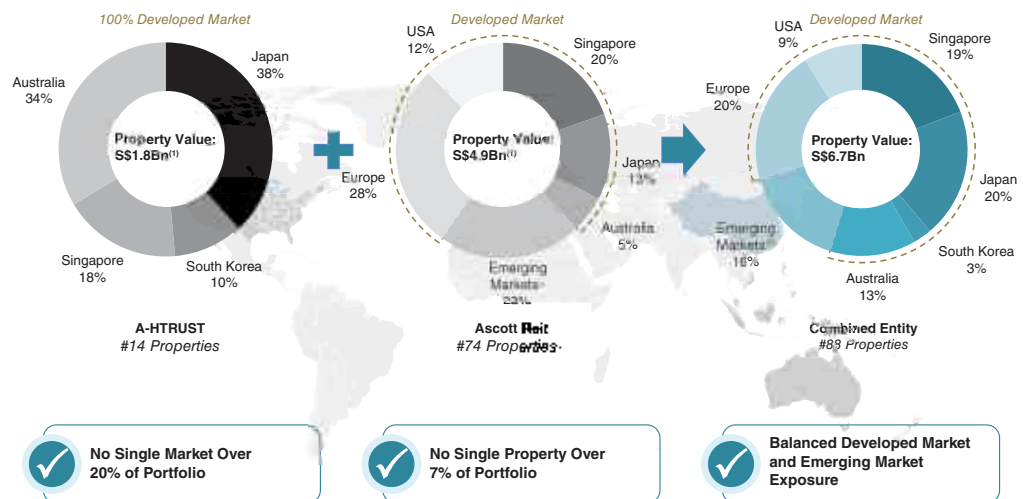 100% Developed Market
Developed Market
Developed Market
Australia
34%
Japan
38%
Singapore
18%
South Korea
10%
Property Value:
S$1.8Bn(1)
A-HTRUST
#14 Properties
USA
12%
Singapore
20%
Europe
28%
Japan
13%
Australia
5%
Emerging
Markets
Property Value:
S$4.9Bn(1)
Ascott Reit
#74 Properties
USA
9%
Singapore
19%
Europe
20%
Japan
20%
Emerging
Markets
16%
South Korea
3%
Australia
13%
Property Value:
S$6.7Bn
Combined Entity
#88 Properties
No Single Market Over
20% of Portfolio
No Single Property Over
7% of Portfolio
Balanced Developed Market
and Emerging Market
Exposure